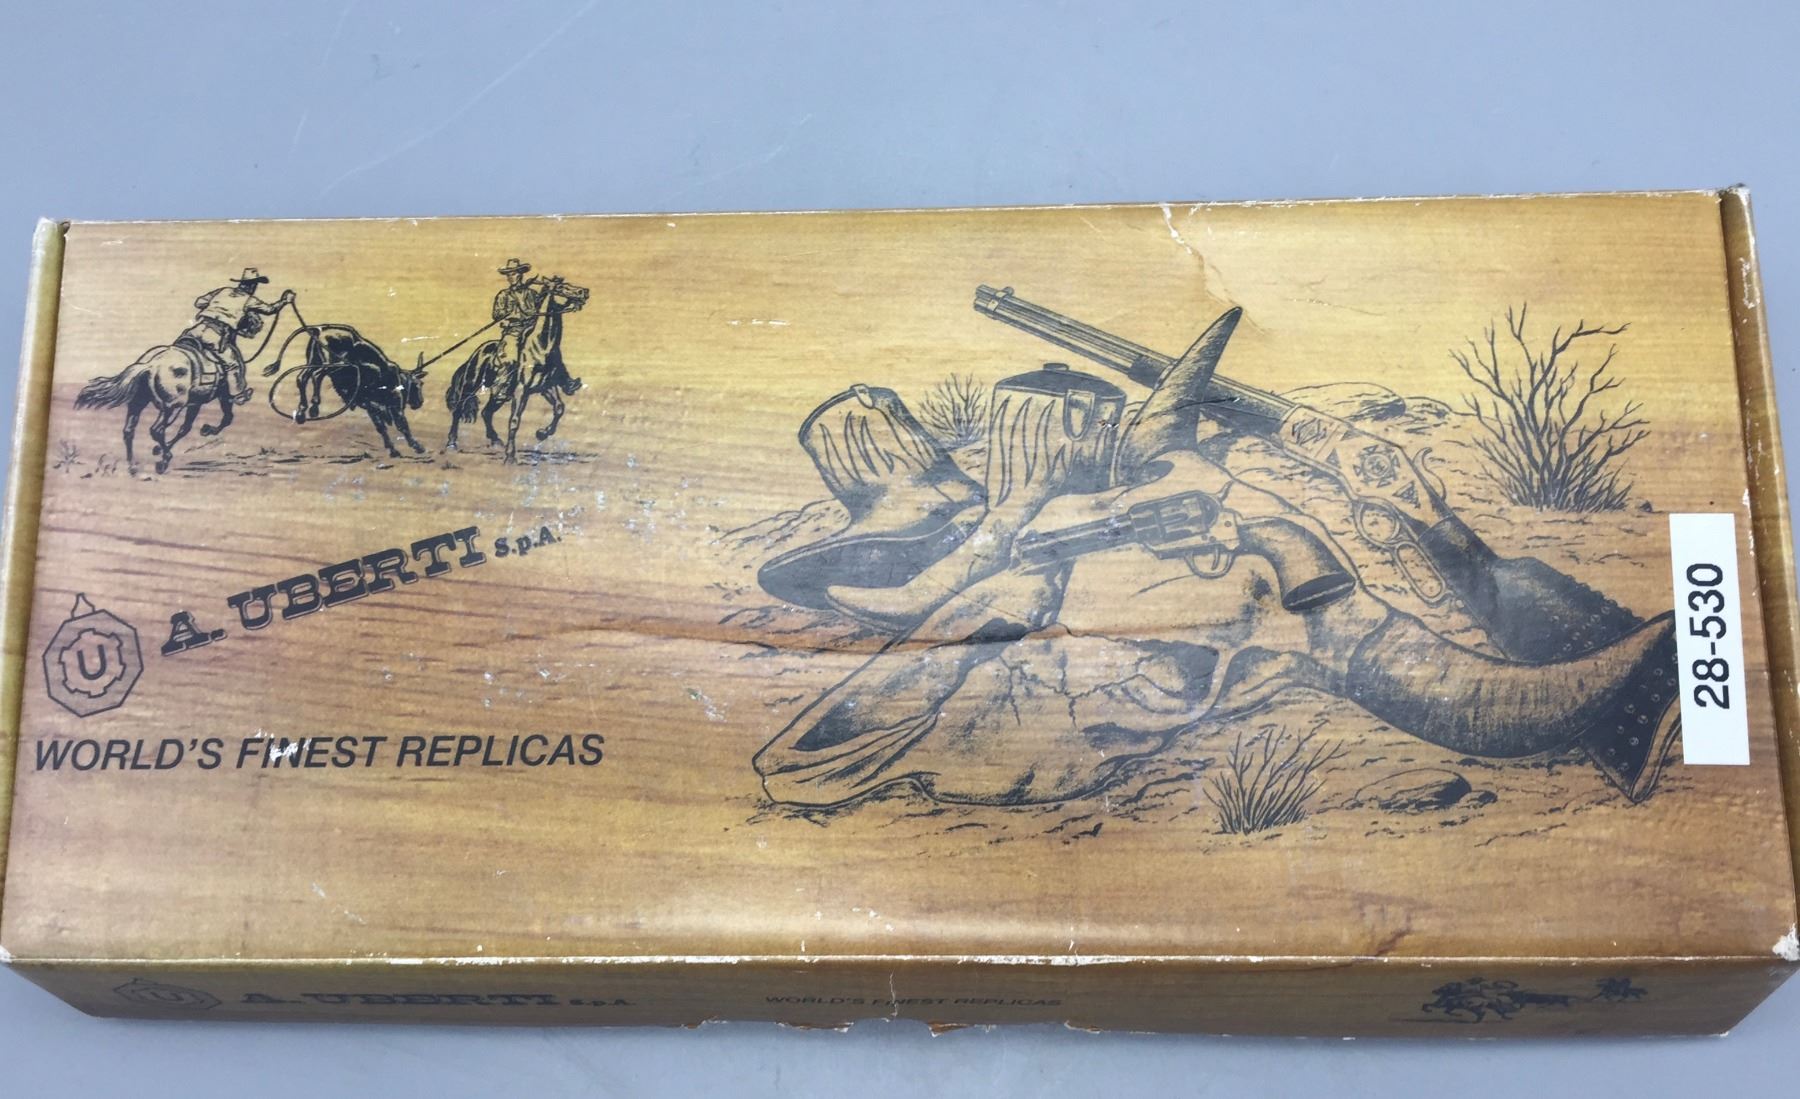 A. UBERTI S.p.A.
U
WORLD'S FINEST REPLICAS
28-530
U
A. UBERTI S.p.A.
WORLD'S FINEST REPLICAS